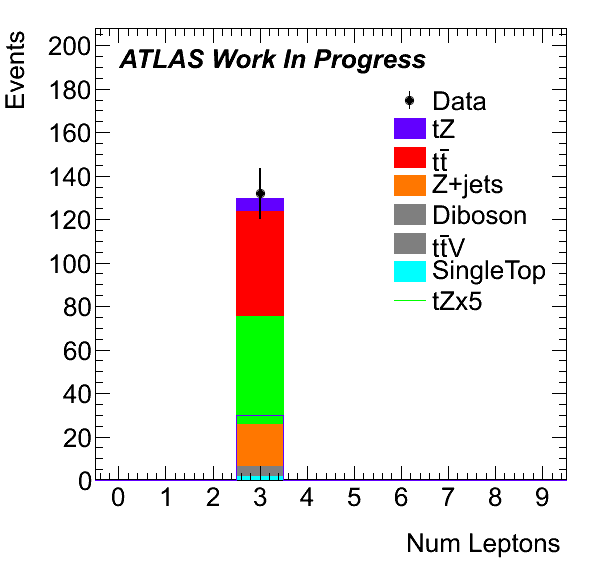 Events
200
180
160
140
120
100
80
60
40
20
0
ATLAS Work In Progress
Data
tZ
tt̄
Z+jets
Diboson
tt̄V
SingleTop
tZx5
0 1 2 3 4 5 6 7 8 9
Num Leptons